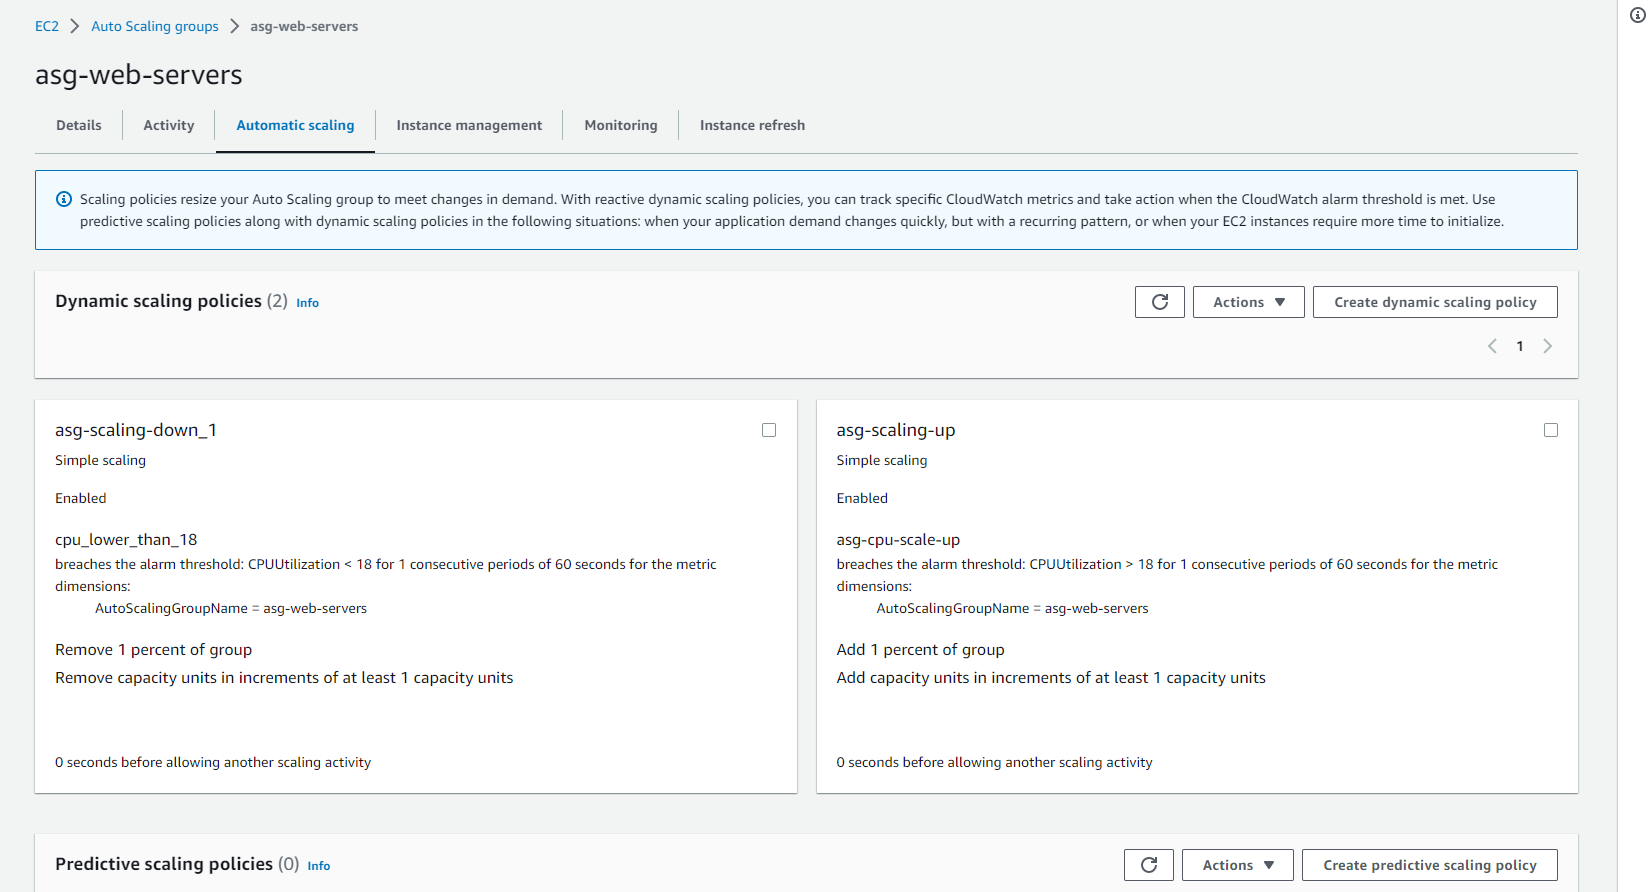 EC2 > Auto Scaling groups > asg-web-servers
asg-web-servers
Details Activity Automatic scaling Instance management Monitoring Instance refresh
Scaling policies resize your Auto Scaling group to meet changes in demand. With reactive dynamic scaling policies, you can track specific CloudWatch metrics and take action when the CloudWatch alarm threshold is met. Use
predictive scaling policies along with dynamic scaling policies in the following situations: when your application demand changes quickly, but with a recurring pattern, or when your EC2 instances require more time to initialize.
Dynamic scaling policies (2) Info
Actions
Create dynamic scaling policy
1
asg-scaling-down_1
Simple scaling
Enabled
cpu_lower_than_18
breaches the alarm threshold: CPUUtilization < 18 for 1 consecutive periods of 60 seconds for the metric
dimensions:
AutoScalingGroupName = asg-web-servers
Remove 1 percent of group
Remove capacity units in increments of at least 1 capacity units
0 seconds before allowing another scaling activity
asg-scaling-up
Simple scaling
Enabled
asg-cpu-scale-up
breaches the alarm threshold: CPUUtilization > 18 for 1 consecutive periods of 60 seconds for the metric
dimensions:
AutoScalingGroupName = asg-web-servers
Add 1 percent of group
Add capacity units in increments of at least 1 capacity units
0 seconds before allowing another scaling activity
Predictive scaling policies (0) Info
Actions
Create predictive scaling policy